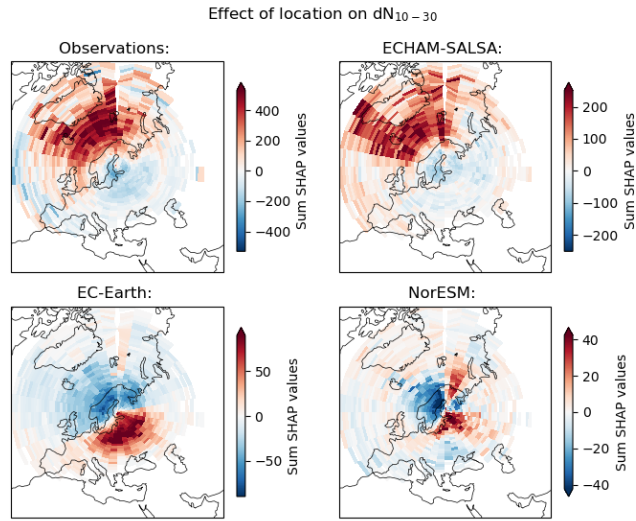 Effect of location on dN₁₀₋₃₀
Observations:
400
200
0
−200
−400
Sum SHAP values
ECHAM-SALSA:
200
100
0
−100
−200
Sum SHAP values
EC-Earth:
50
0
−50
Sum SHAP values
NorESM:
40
20
0
−20
−40
Sum SHAP values